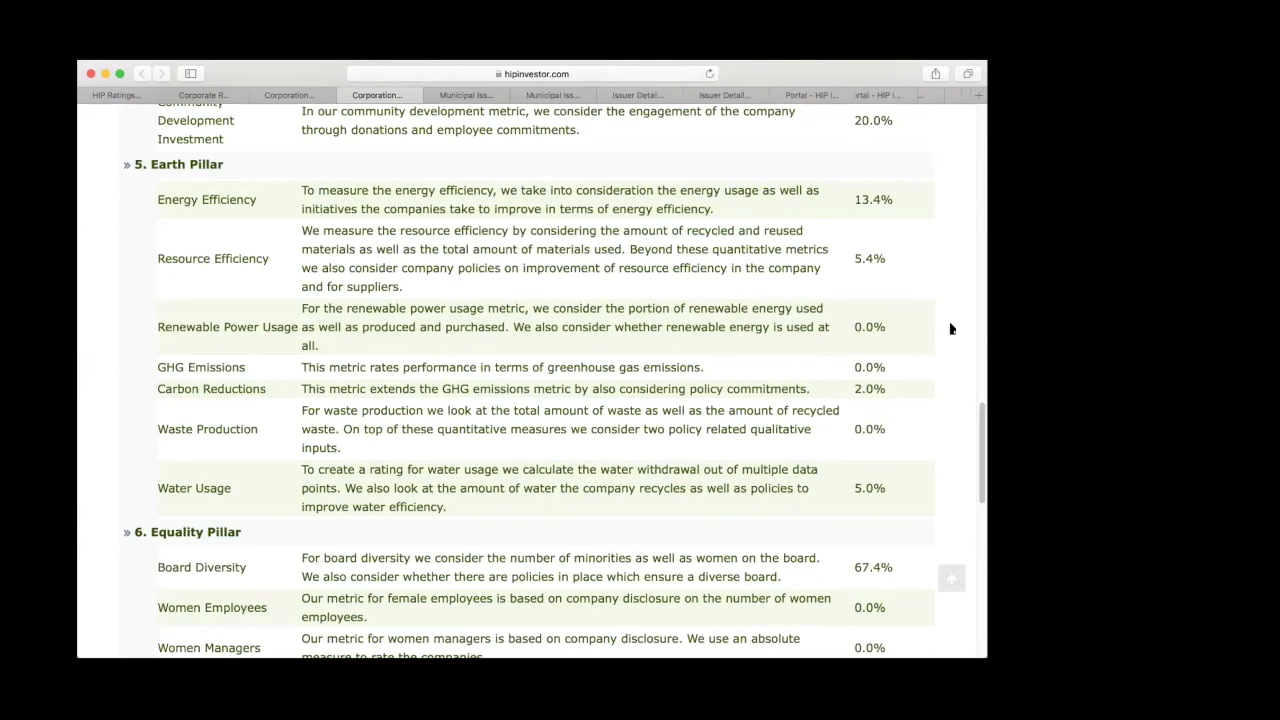 hipinvestor.com
HIP Ratings...
Corporate R...
Corporation...
Corporation...
Municipal Iss...
Municipal Iss...
Issuer Detail...
Issuer Detail...
Portal - HIP I...
rtal - HIP I...
...
Community
Development
Investment
In our community development metric, we consider the engagement of the company
through donations and employee commitments.
20.0%
» 5. Earth Pillar
Energy Efficiency
To measure the energy efficiency, we take into consideration the energy usage as well as
initiatives the companies take to improve in terms of energy efficiency.
13.4%
Resource Efficiency
We measure the resource efficiency by considering the amount of recycled and reused
materials as well as the total amount of materials used. Beyond these quantitative metrics
we also consider company policies on improvement of resource efficiency in the company
and for suppliers.
5.4%
Renewable Power Usage
For the renewable power usage metric, we consider the portion of renewable energy used
as well as produced and purchased. We also consider whether renewable energy is used at
all.
0.0%
GHG Emissions
This metric rates performance in terms of greenhouse gas emissions.
0.0%
Carbon Reductions
This metric extends the GHG emissions metric by also considering policy commitments.
2.0%
Waste Production
For waste production we look at the total amount of waste as well as the amount of recycled
waste. On top of these quantitative measures we consider two policy related qualitative
inputs.
0.0%
Water Usage
To create a rating for water usage we calculate the water withdrawal out of multiple data
points. We also look at the amount of water the company recycles as well as policies to
improve water efficiency.
5.0%
» 6. Equality Pillar
Board Diversity
For board diversity we consider the number of minorities as well as women on the board.
We also consider whether there are policies in place which ensure a diverse board.
67.4%
Women Employees
Our metric for female employees is based on company disclosure on the number of women
employees.
0.0%
Women Managers
Our metric for women managers is based on company disclosure. We use an absolute
measure to rate the companies.
0.0%